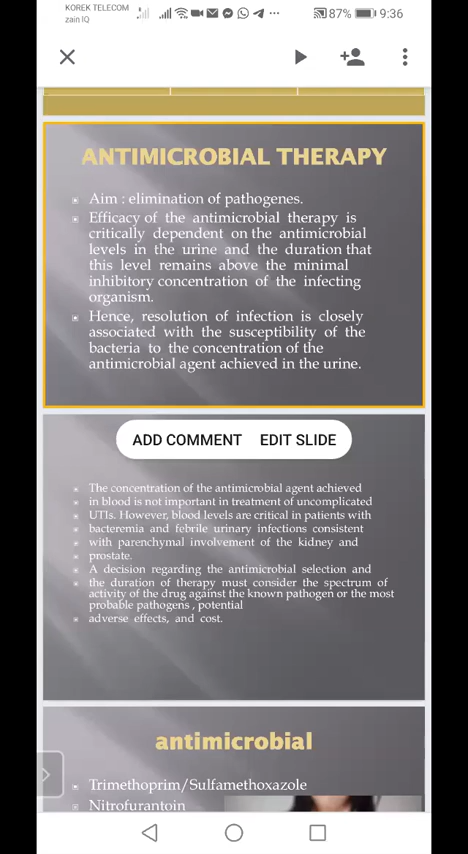 KOREK TELECOM
zain IQ
87% 9:36
ANTIMICROBIAL THERAPY
Aim : elimination of pathogenes.
Efficacy of the antimicrobial therapy is
critically dependent on the antimicrobial
levels in the urine and the duration that
this level remains above the minimal
inhibitory concentration of the infecting
organism.
Hence, resolution of infection is closely
associated with the susceptibility of the
bacteria to the concentration of the
antimicrobial agent achieved in the urine.
ADD COMMENT EDIT SLIDE
The concentration of the antimicrobial agent achieved
in blood is not important in treatment of uncomplicated
UTIs. However, blood levels are critical in patients with
bacteremia and febrile urinary infections consistent
with parenchymal involvement of the kidney and
prostate.
A decision regarding the antimicrobial selection and
the duration of therapy must consider the spectrum of
activity of the drug against the known pathogen or the most
probable pathogens , potential
adverse effects, and cost.
antimicrobial
Trimethoprim/Sulfamethoxazole
Nitrofurantoin